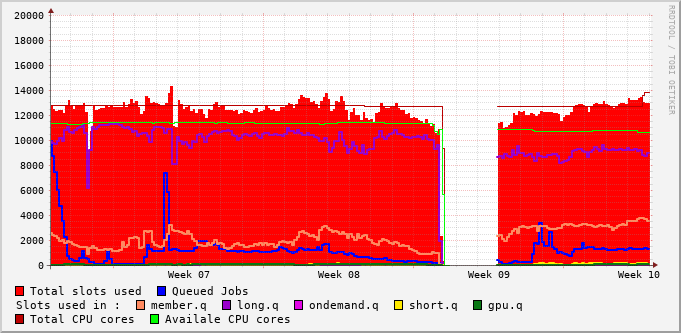 20000
18000
16000
14000
12000
10000
8000
6000
4000
2000
0
Week 07 Week 08 Week 09 Week 10
RRDTOOL / TOBI OETIKER
Total slots used Queued Jobs
Slots used in : member.q long.q ondemand.q short.q gpu.q
Total CPU cores Availale CPU cores